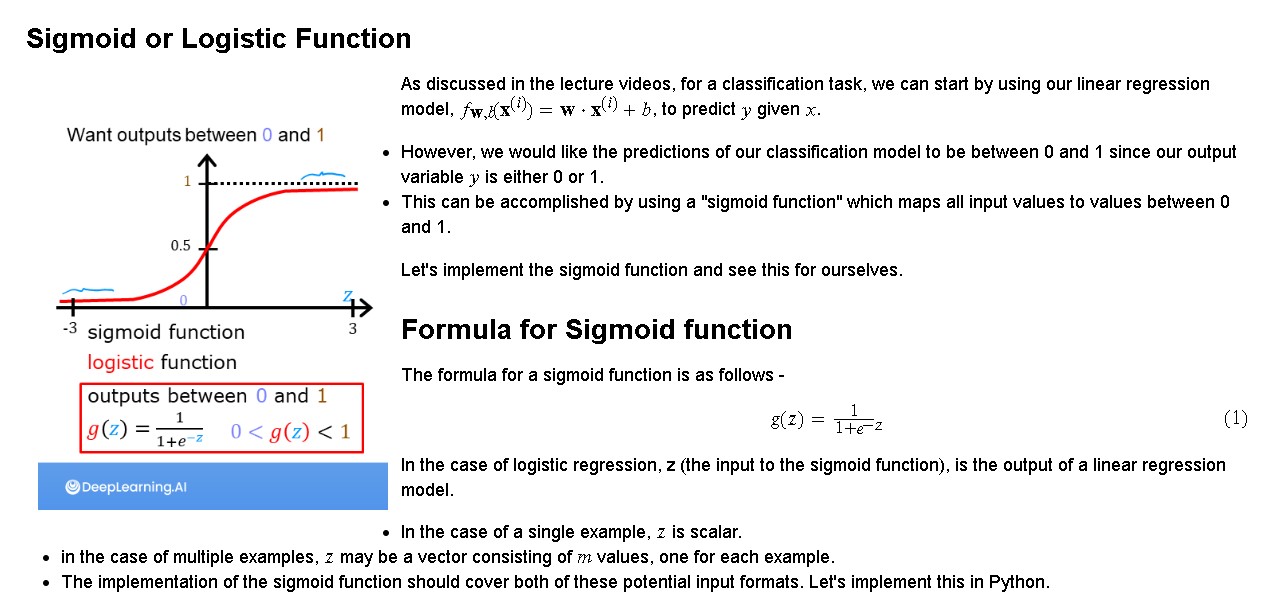 Sigmoid or Logistic Function
Want outputs between 0 and 1
1
0.5
0
z
-3
3
sigmoid function
logistic function
outputs between 0 and 1
g(z) = 1/(1+e^{-z})   0 < g(z) < 1
DeepLearning.AI
As discussed in the lecture videos, for a classification task, we can start by using our linear regression
model, f_{w,b}(x^{(i)}) = w · x^{(i)} + b, to predict y given x.
• However, we would like the predictions of our classification model to be between 0 and 1 since our output
variable y is either 0 or 1.
• This can be accomplished by using a "sigmoid function" which maps all input values to values between 0
and 1.
Let's implement the sigmoid function and see this for ourselves.
Formula for Sigmoid function
The formula for a sigmoid function is as follows -
g(z) = 1/(1+e^{-z})   (1)
In the case of logistic regression, z (the input to the sigmoid function), is the output of a linear regression
model.
• In the case of a single example, z is scalar.
• in the case of multiple examples, z may be a vector consisting of m values, one for each example.
• The implementation of the sigmoid function should cover both of these potential input formats. Let's implement this in Python.